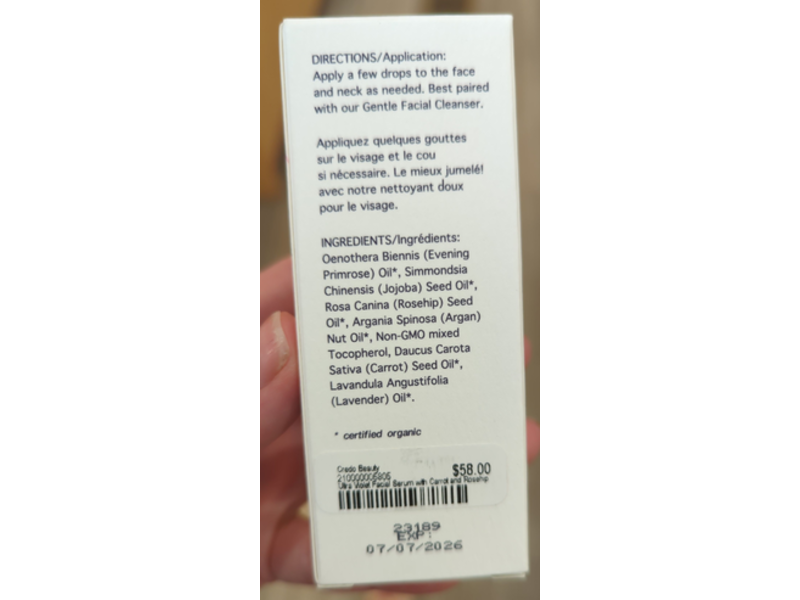 DIRECTIONS/Application:
Apply a few drops to the face
and neck as needed. Best paired
with our Gentle Facial Cleanser.
Appliquez quelques gouttes
sur le visage et le cou
si nécessaire. Le mieux jumelé!
avec notre nettoyant doux
pour le visage.
INGREDIENTS/Ingrédients:
Oenothera Biennis (Evening
Primrose) Oil*, Simmondsia
Chinensis (Jojoba) Seed Oil*,
Rosa Canina (Rosehip) Seed
Oil*, Argania Spinosa (Argan)
Nut Oil*, Non-GMO mixed
Tocopherol, Daucus Carota
Sativa (Carrot) Seed Oil*,
Lavandula Angustifolia
(Lavender) Oil*.
* certified organic
Credo Beauty
210000006806 $58.00
Ultra Violet Facial Serum with Carrot and Rosehip
23189
EXP:
07/07/2026